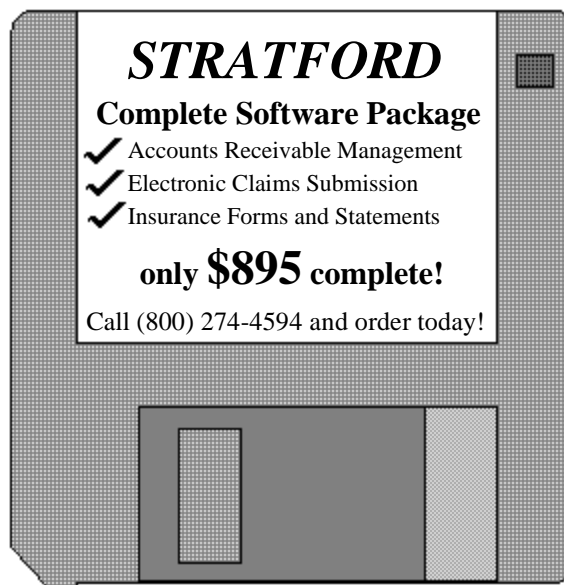 STRATFORD
Complete Software Package
Accounts Receivable Management
Electronic Claims Submission
Insurance Forms and Statements
only $895 complete!
Call (800) 274-4594 and order today!